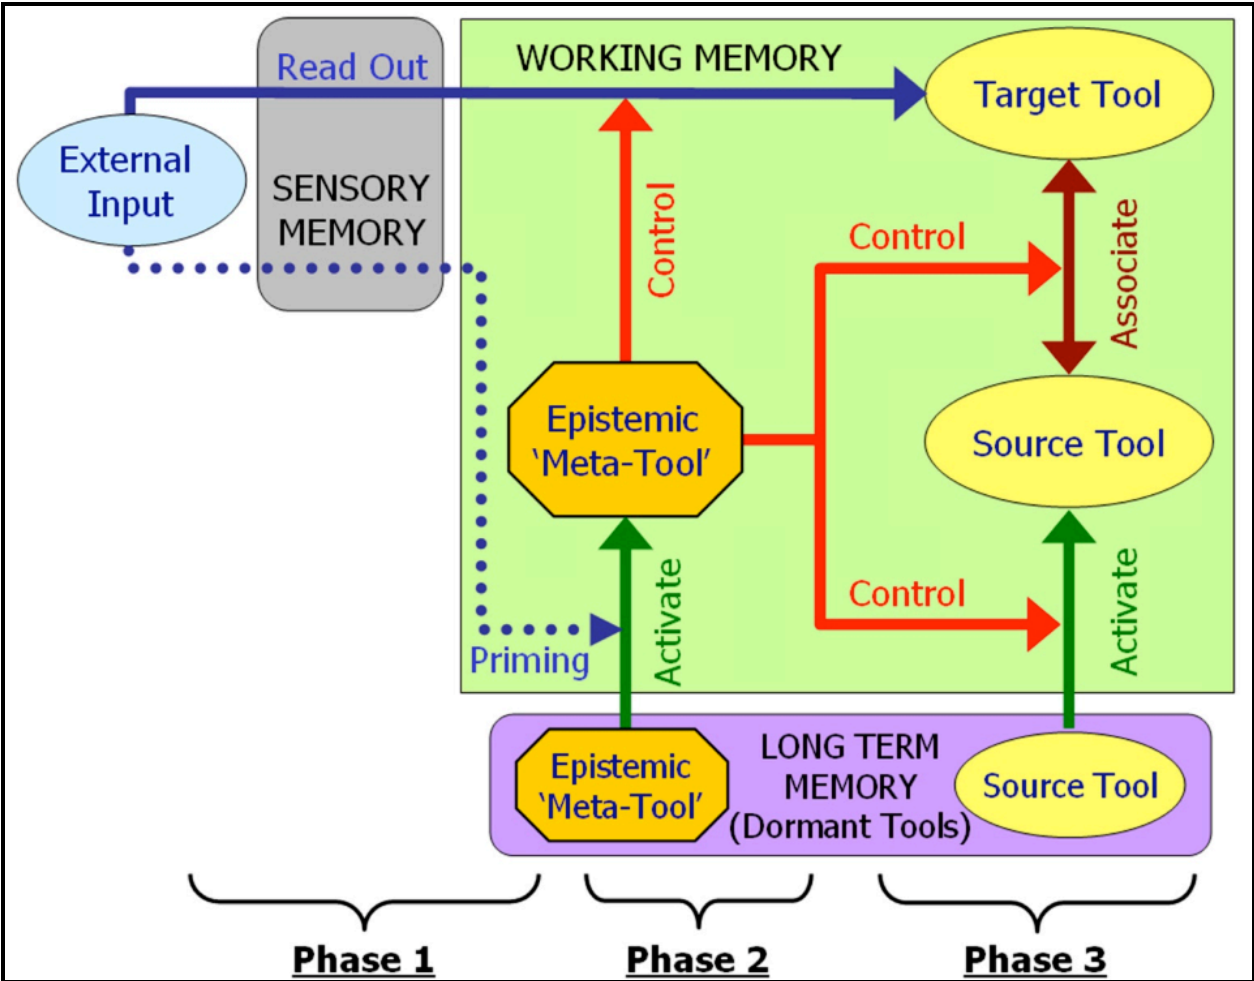 Read Out
WORKING MEMORY
Target Tool
External
Input
SENSORY
MEMORY
Control
Control
Associate
Epistemic
‘Meta-Tool’
Source Tool
Priming
Activate
Control
Activate
Epistemic
‘Meta-Tool’
LONG TERM
MEMORY
(Dormant Tools)
Source Tool
Phase 1
Phase 2
Phase 3